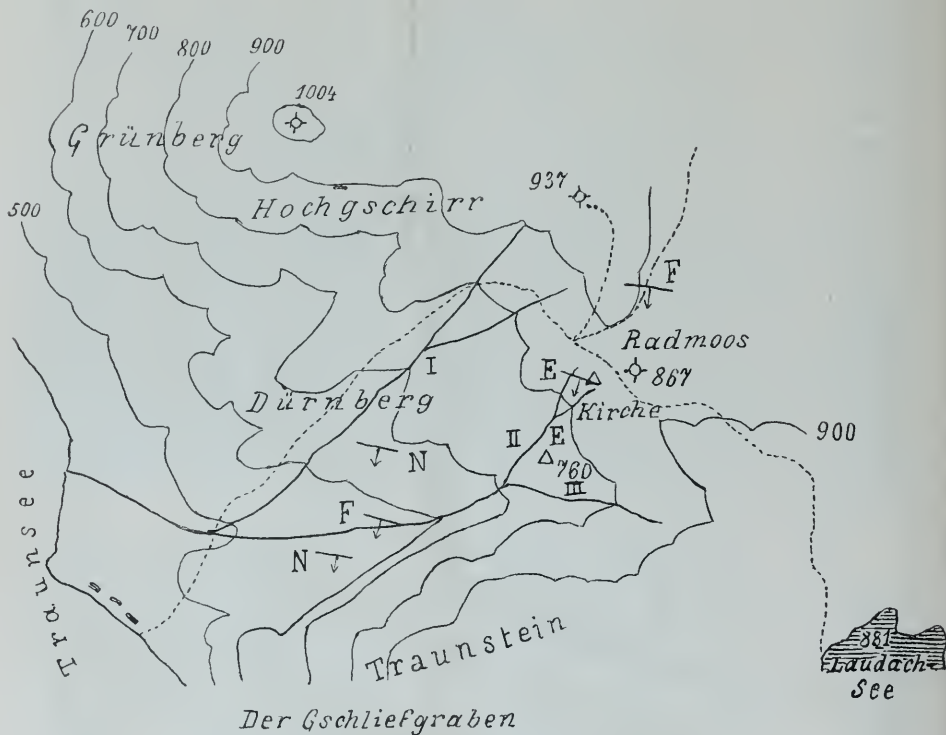 600
700
800
900
1004
Grünberg
937
500
Hochgschirr
F
Radmoos
I
E
867
Dürnberg
Kirche
900
II
E
N
760
III
F
N
Traunsee
Traunstein
881
Laudach-
See
Der Gschliefgraben